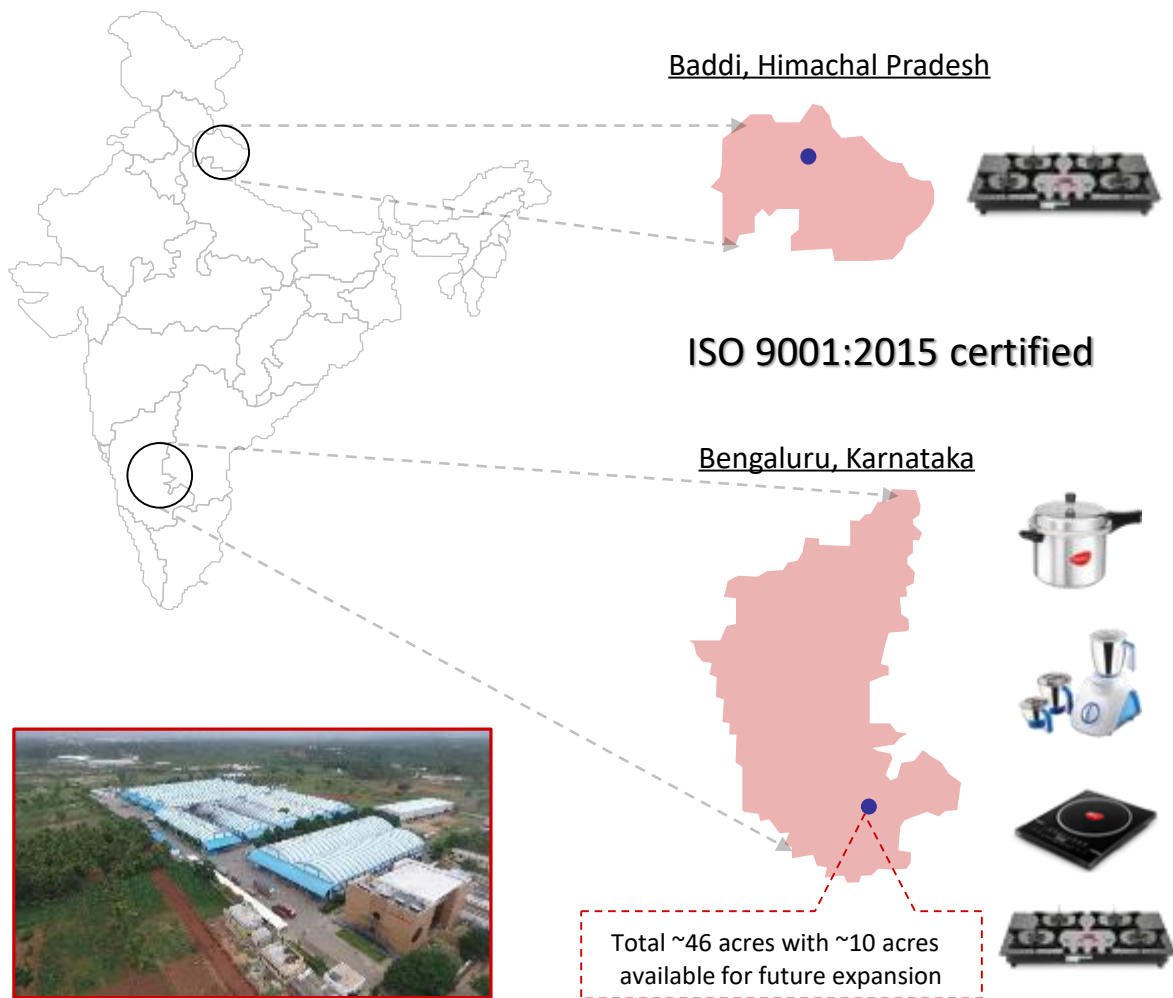 Baddi, Himachal Pradesh
ISO 9001:2015 certified
Bengaluru, Karnataka
Total ~46 acres with ~10 acres
available for future expansion